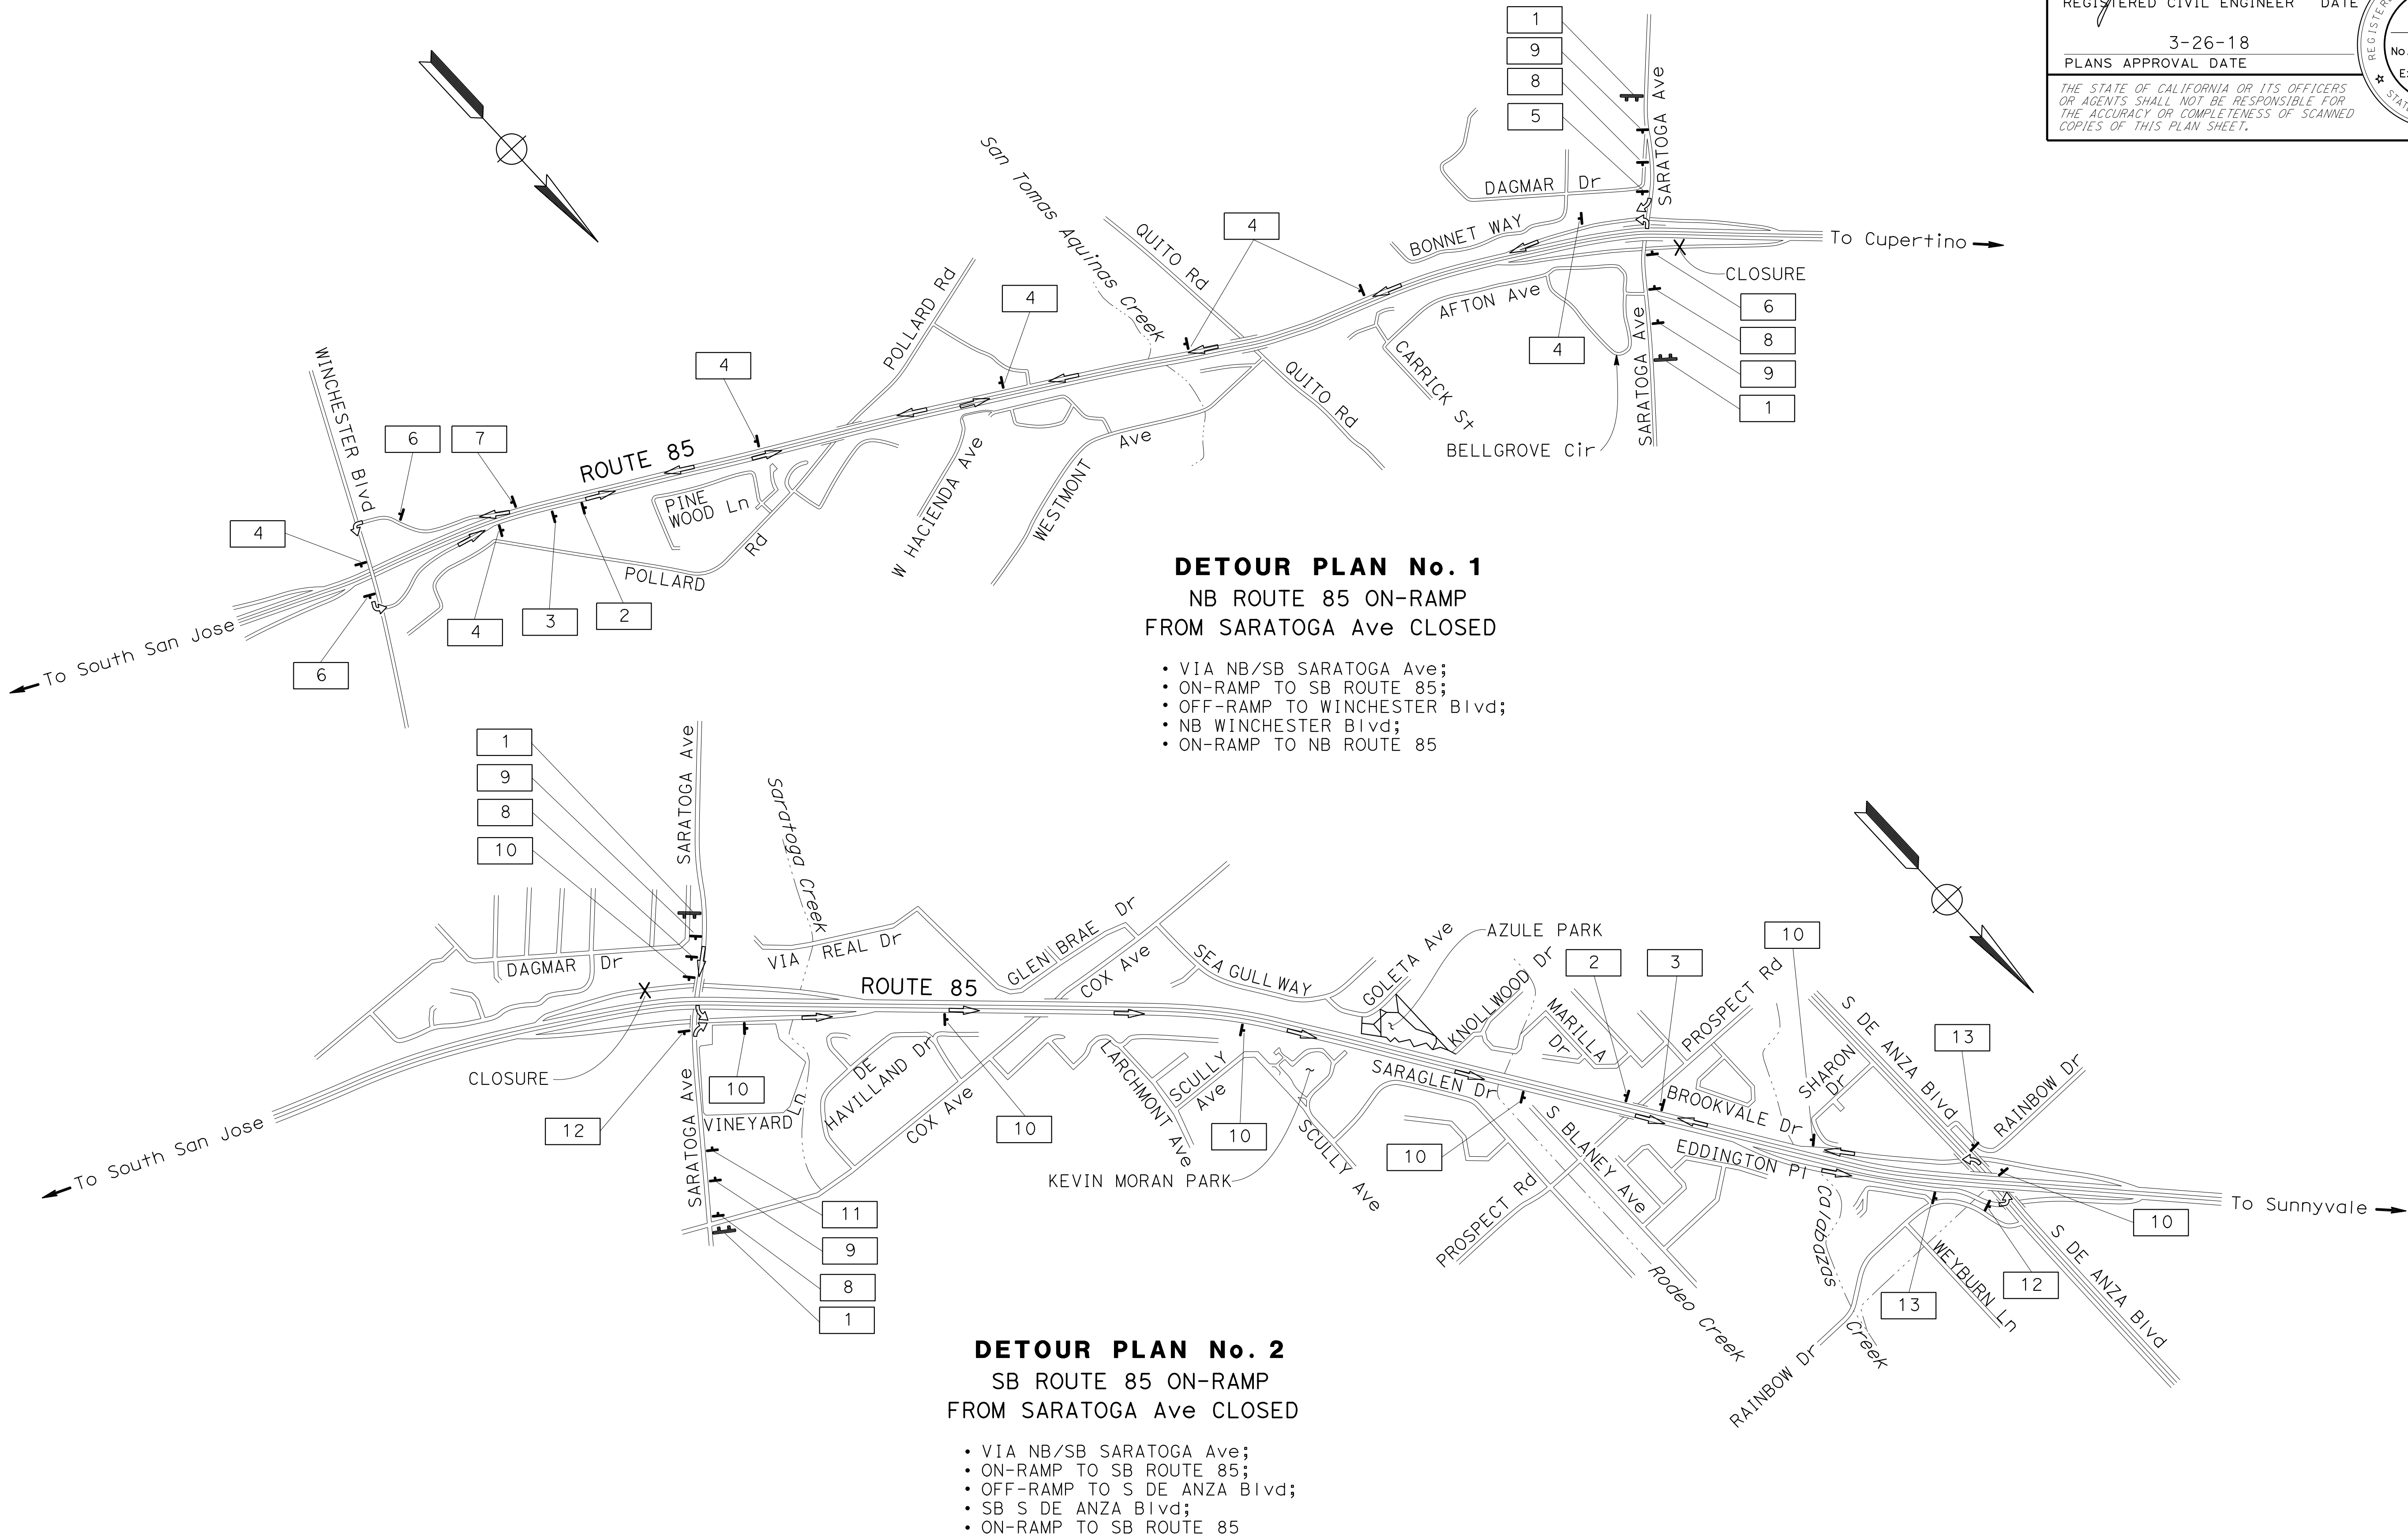 REGISTERED CIVIL ENGINEER DATE
3-26-18
PLANS APPROVAL DATE
THE STATE OF CALIFORNIA OR ITS OFFICERS
OR AGENTS SHALL NOT BE RESPONSIBLE FOR
THE ACCURACY OR COMPLETENESS OF SCANNED
COPIES OF THIS PLAN SHEET.
No.
1
9
8
5
SARATOGA Ave
DAGMAR Dr
BONNET WAY
San Tomas Aquinas Creek
QUITO Rd
4
To Cupertino
CLOSURE
6
8
9
1
AFTON Ave
4
SARATOGA Ave
CARRICK St
BELLGROVE Cir
QUITO Rd
4
POLLARD Rd
4
WINCHESTER Blvd
6
7
ROUTE 85
PINE
WOOD Ln
W HACIENDA Ave
WESTMONT Ave
4
POLLARD Rd
4
3
2
6
To South San Jose
DETOUR PLAN No. 1
NB ROUTE 85 ON-RAMP
FROM SARATOGA Ave CLOSED
• VIA NB/SB SARATOGA Ave;
• ON-RAMP TO SB ROUTE 85;
• OFF-RAMP TO WINCHESTER Blvd;
• NB WINCHESTER Blvd;
• ON-RAMP TO NB ROUTE 85
1
9
8
10
SARATOGA Ave
Saratoga Creek
DAGMAR Dr
VIA REAL Dr
ROUTE 85
GLEN BRAE Dr
COX Ave
SEA GULL WAY
GOLETA Ave
AZULE PARK
KNOLLWOOD Dr
2
3
10
MARILLA
Dr
PROSPECT Rd
S DE ANZA Blvd
13
SHARON
Dr
RAINBOW Dr
CLOSURE
12
10
SARATOGA Ave
VINEYARD Ln
DE
HAVILLAND Dr
COX Ave
10
LARCHMONT Ave
SCULLY
Ave
10
KEVIN MORAN PARK
SCULLY Ave
SARAGLEN Dr
10
BROOKVALE Dr
EDDINGTON Pl
S BLANEY Ave
PROSPECT Rd
Rodeo Creek
Calabazas
Creek
RAINBOW Dr
13
WEYBURN Ln
12
10
S DE ANZA Blvd
To Sunnyvale
To South San Jose
11
9
8
1
DETOUR PLAN No. 2
SB ROUTE 85 ON-RAMP
FROM SARATOGA Ave CLOSED
• VIA NB/SB SARATOGA Ave;
• ON-RAMP TO SB ROUTE 85;
• OFF-RAMP TO S DE ANZA Blvd;
• SB S DE ANZA Blvd;
• ON-RAMP TO SB ROUTE 85